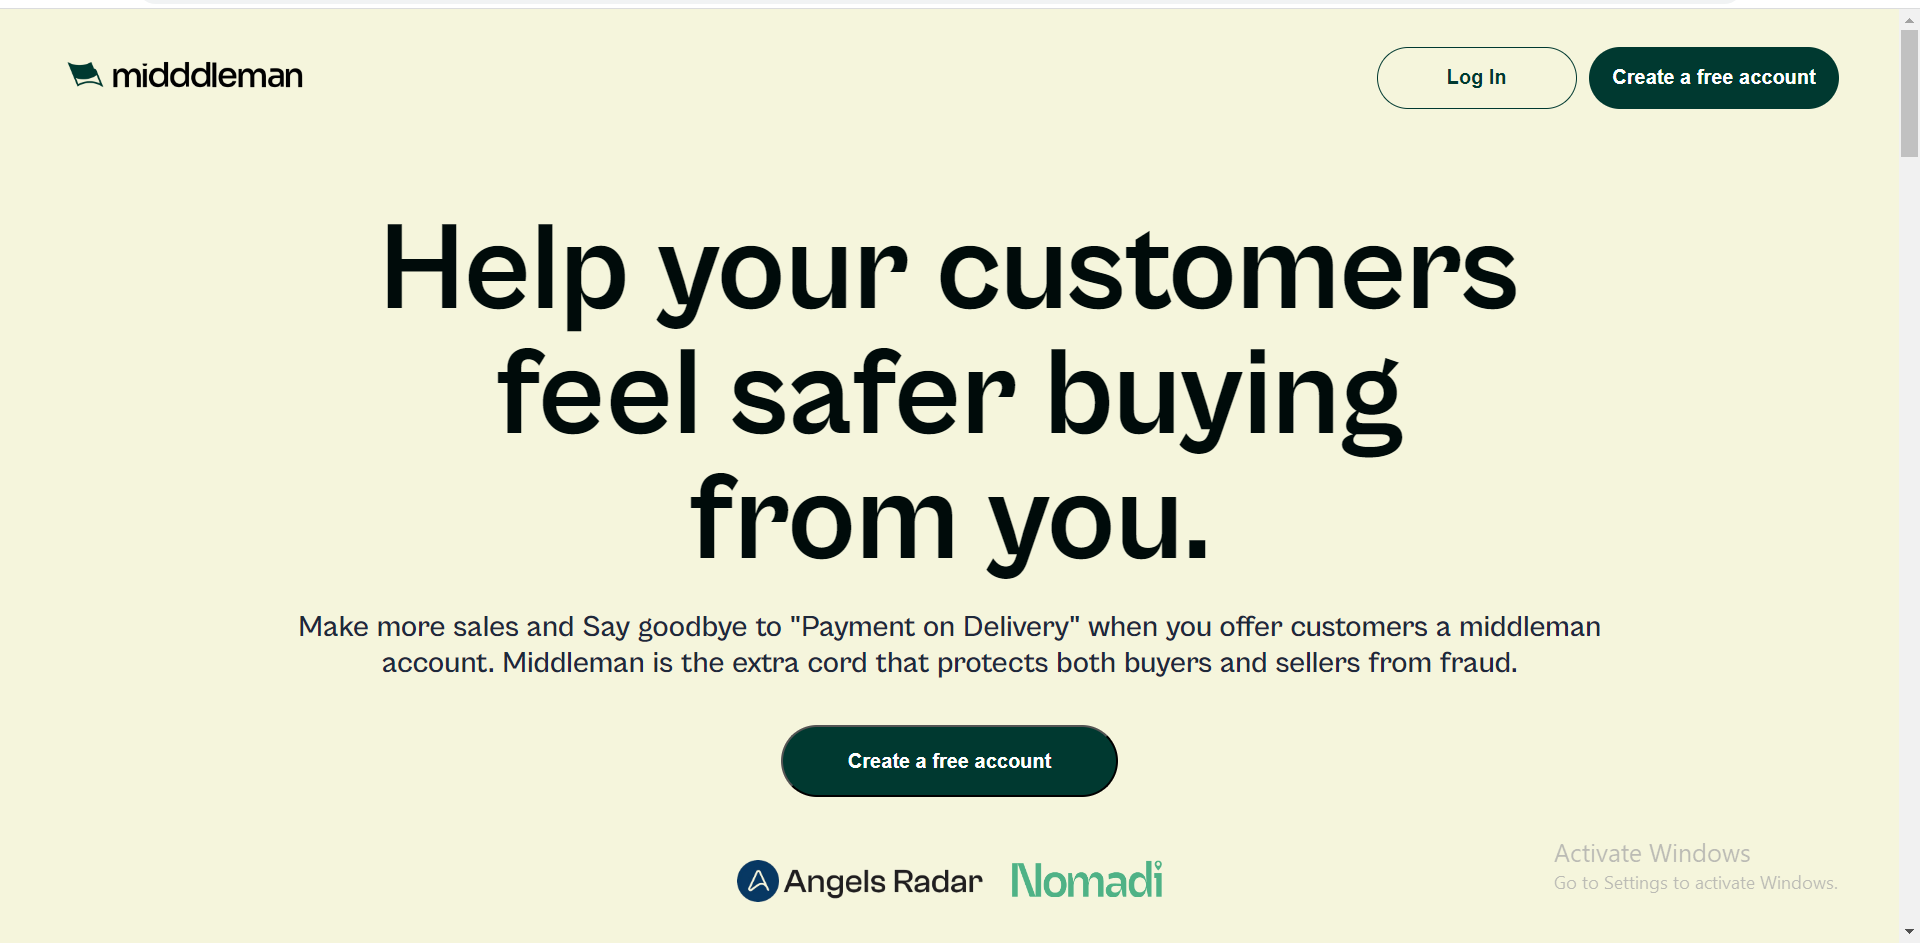 midddleman
Log In
Create a free account
Help your customers
feel safer buying
from you.
Make more sales and Say goodbye to "Payment on Delivery" when you offer customers a middleman
account. Middleman is the extra cord that protects both buyers and sellers from fraud.
Create a free account
Angels Radar
Nomadi
Activate Windows
Go to Settings to activate Windows.